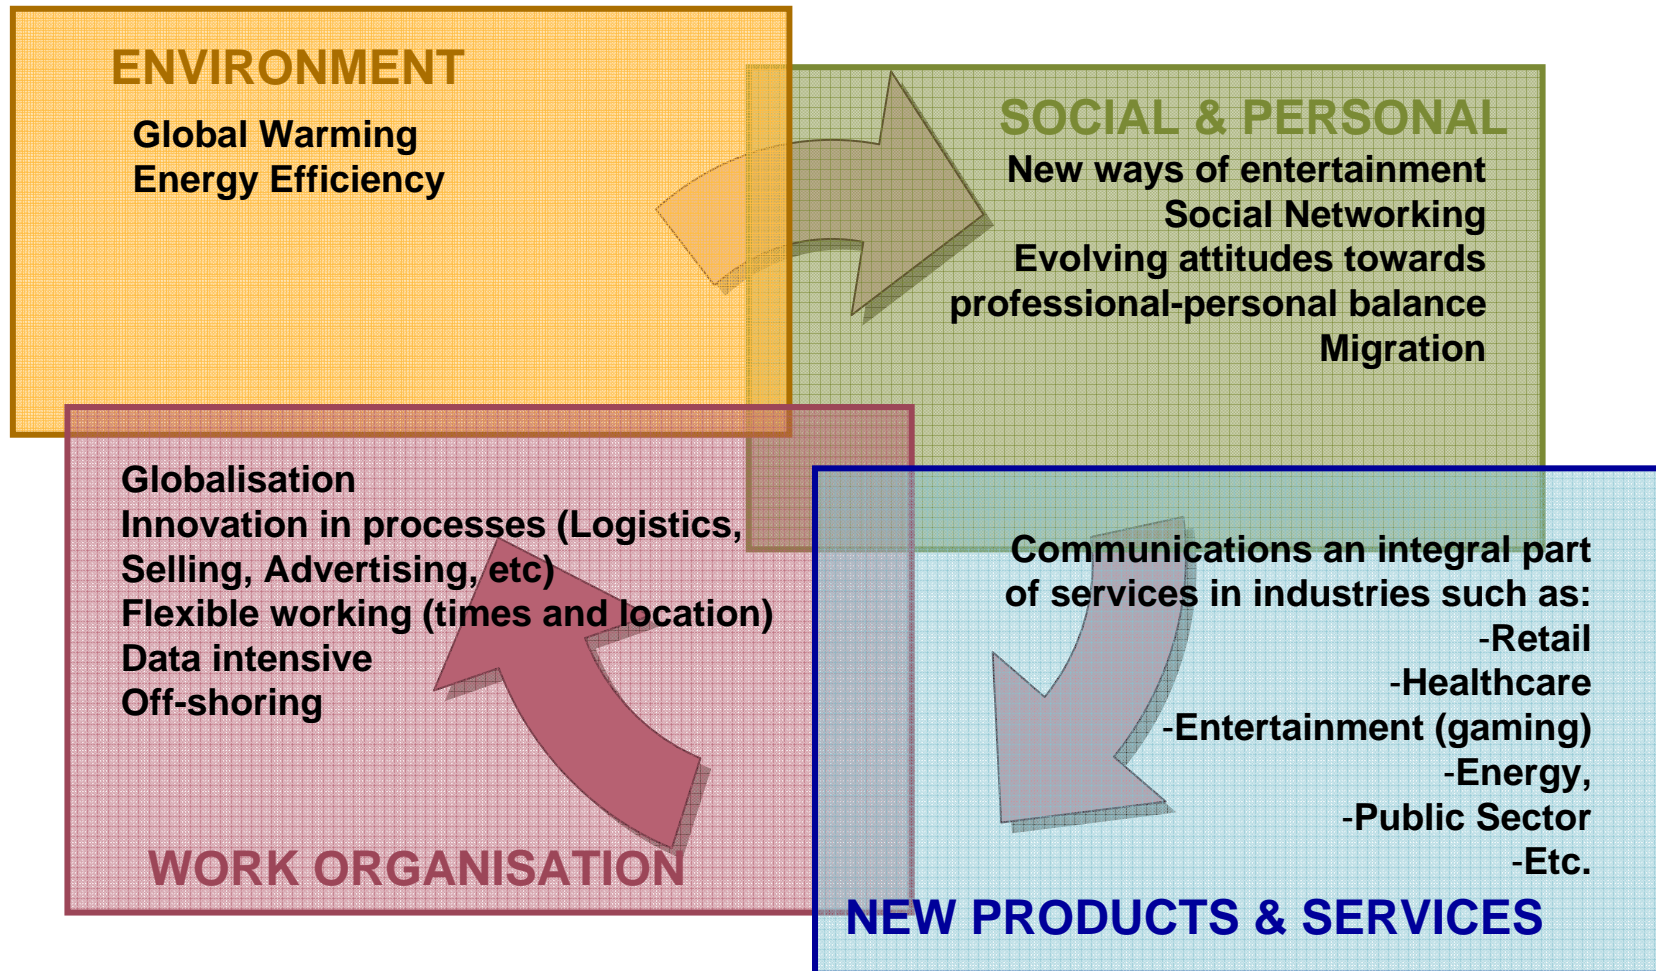 ENVIRONMENT
Global Warming
Energy Efficiency
SOCIAL & PERSONAL
New ways of entertainment
Social Networking
Evolving attitudes towards
professional-personal balance
Migration
Globalisation
Innovation in processes (Logistics,
Selling, Advertising, etc)
Flexible working (times and location)
Data intensive
Off-shoring
WORK ORGANISATION
Communications an integral part
of services in industries such as:
-Retail
-Healthcare
-Entertainment (gaming)
-Energy,
-Public Sector
-Etc.
NEW PRODUCTS & SERVICES